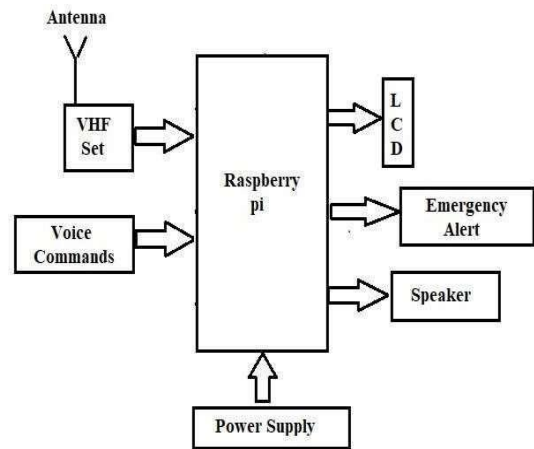 Antenna
VHF
Set
Voice
Commands
Raspberry
pi
L
C
D
Emergency
Alert
Speaker
Power Supply